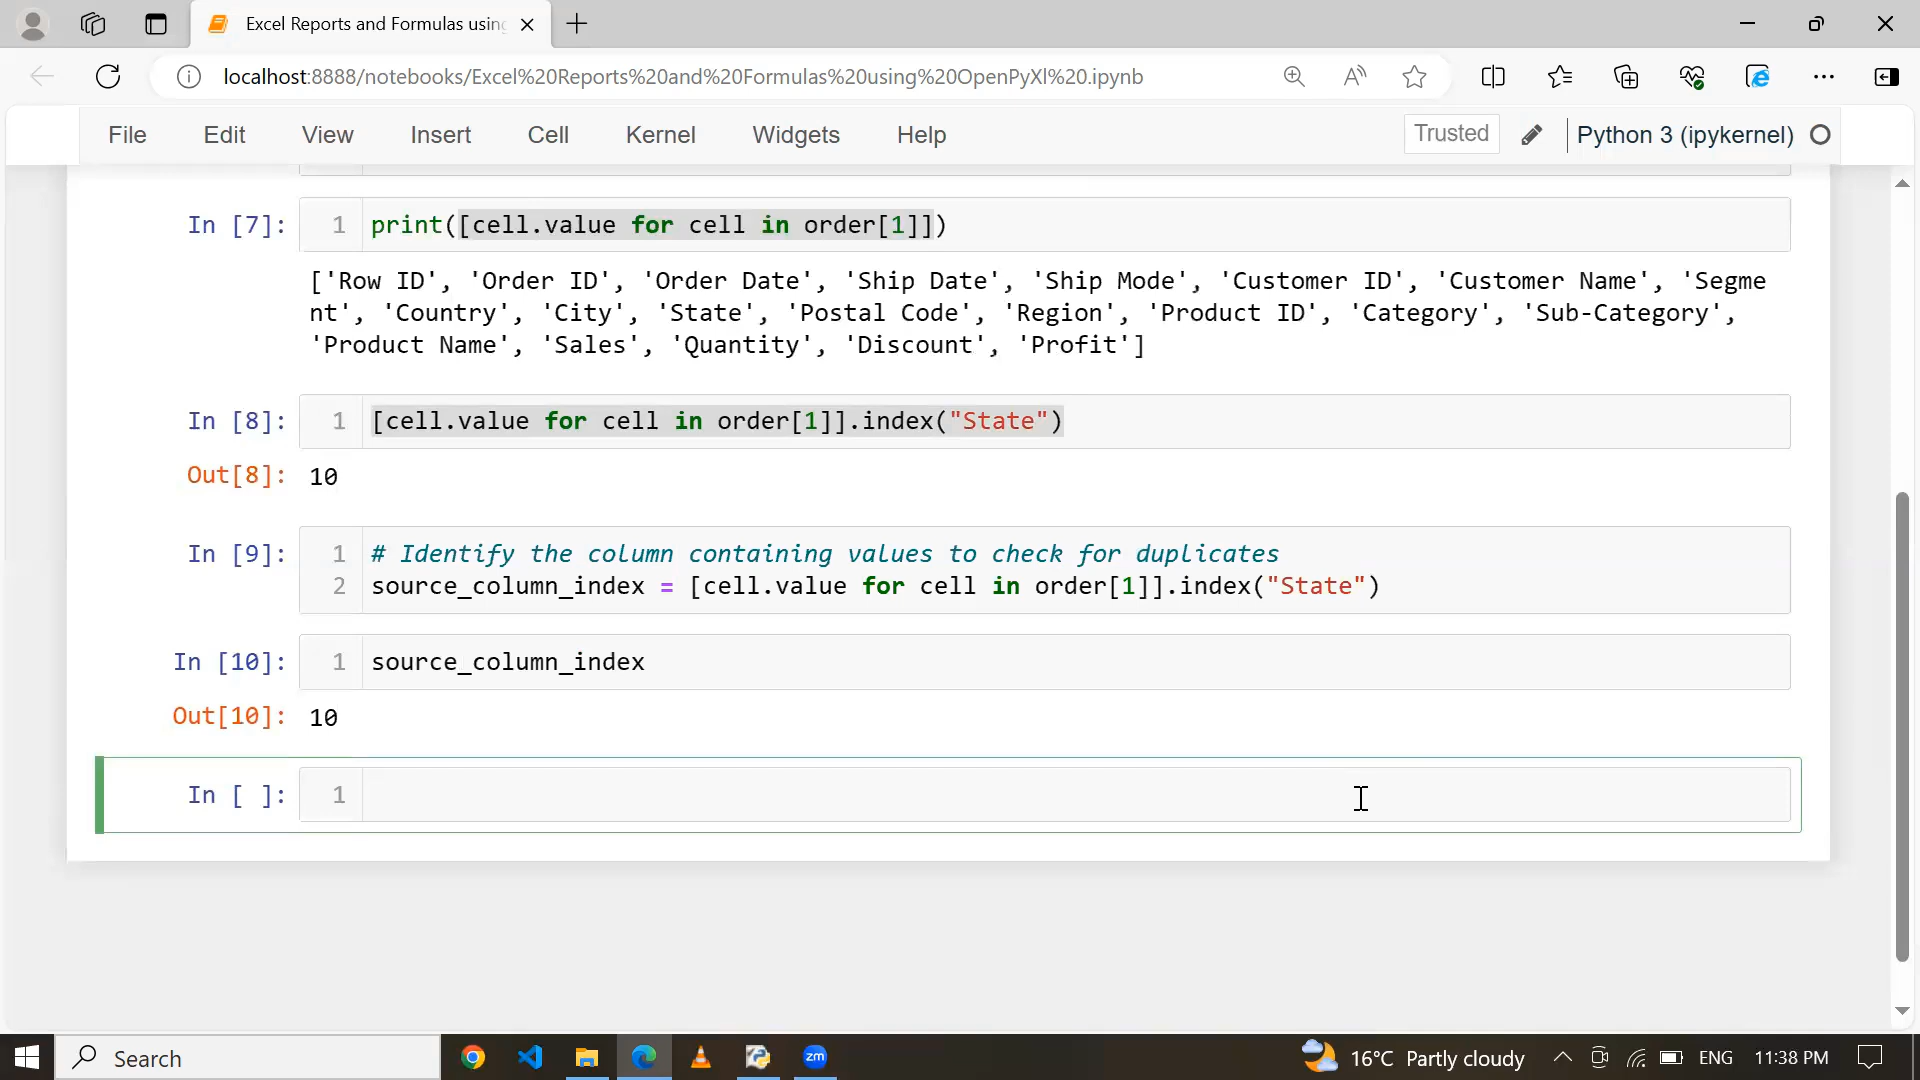 Excel Reports and Formulas using
localhost:8888/notebooks/Excel%20Reports%20and%20Formulas%20using%20OpenPyXl%20.ipynb
File Edit View Insert Cell Kernel Widgets Help Trusted Python 3 (ipykernel)
In [7]: 1 print([cell.value for cell in order[1]])
['Row ID', 'Order ID', 'Order Date', 'Ship Date', 'Ship Mode', 'Customer ID', 'Customer Name', 'Segme
nt', 'Country', 'City', 'State', 'Postal Code', 'Region', 'Product ID', 'Category', 'Sub-Category',
'Product Name', 'Sales', 'Quantity', 'Discount', 'Profit']
In [8]: 1 [cell.value for cell in order[1]].index("State")
Out[8]: 10
In [9]: 1 # Identify the column containing values to check for duplicates
2 source_column_index = [cell.value for cell in order[1]].index("State")
In [10]: 1 source_column_index
Out[10]: 10
In [ ]: 1
Search zm 16°C Partly cloudy ENG 11:38 PM